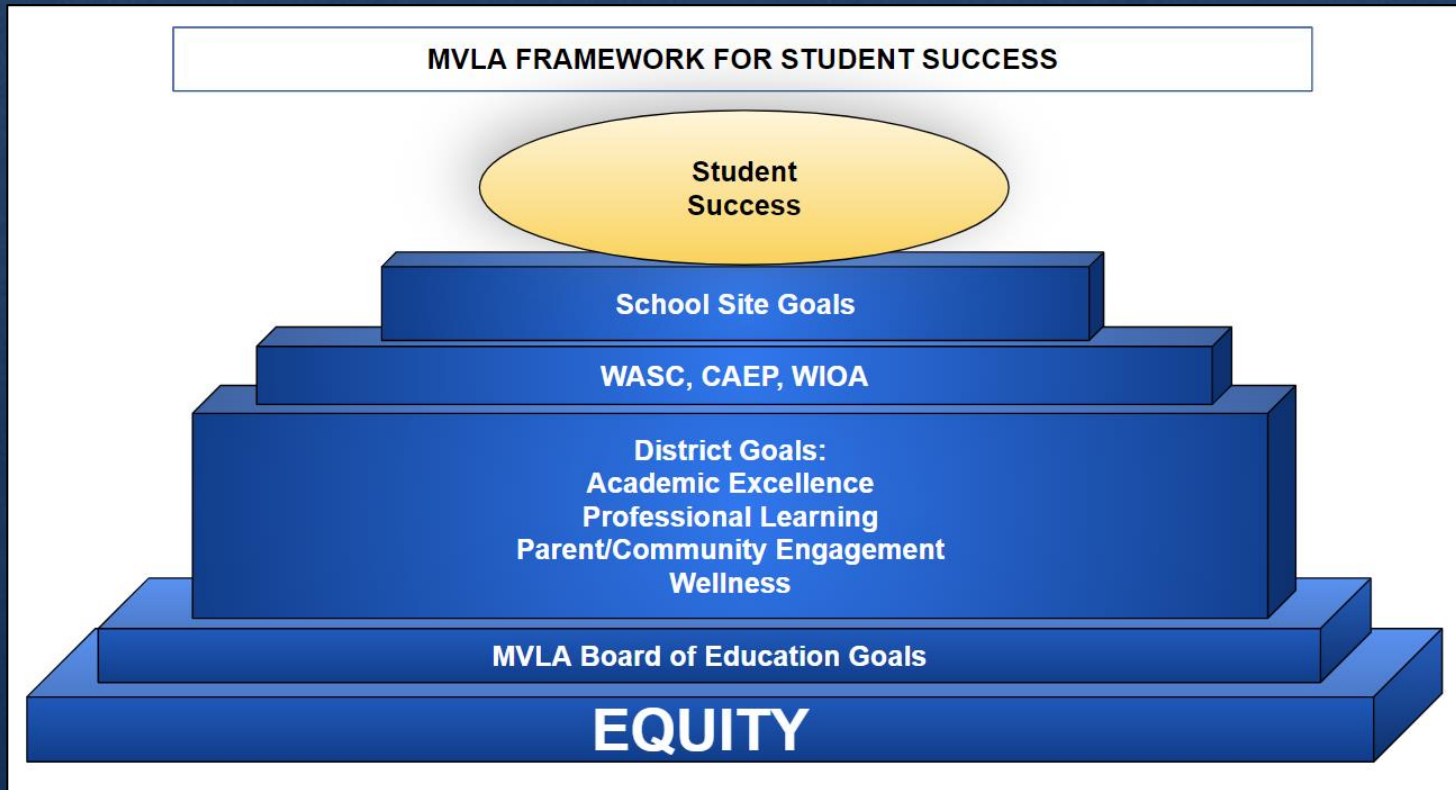 MVLA FRAMEWORK FOR STUDENT SUCCESS
Student
Success
School Site Goals
WASC, CAEP, WIOA
District Goals:
Academic Excellence
Professional Learning
Parent/Community Engagement
Wellness
MVLA Board of Education Goals
EQUITY